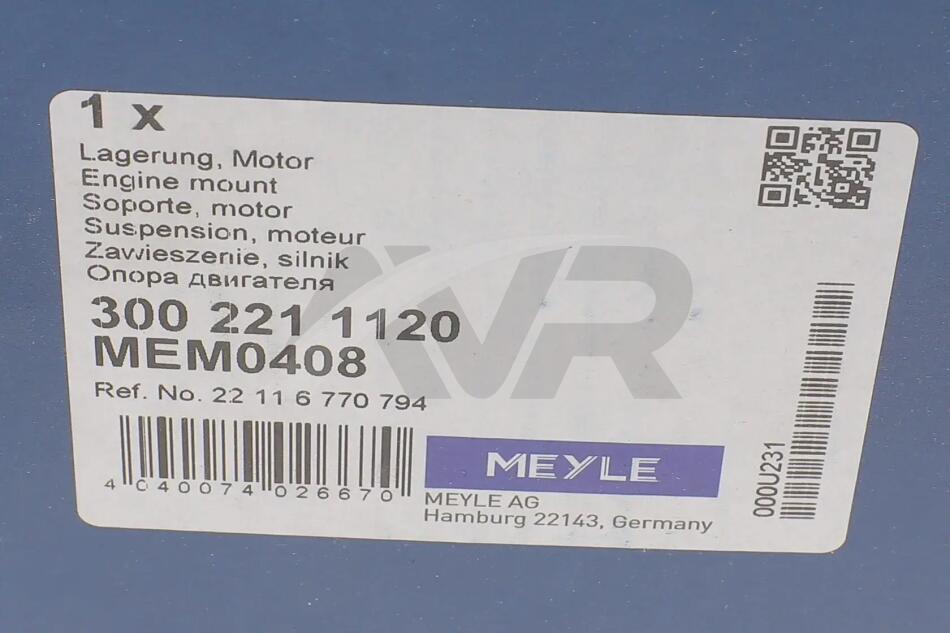 1 x
Lagerung, Motor
Engine mount
Soporte, motor
Suspension, moteur
Zawieszenie, silnik
Опора двигателя
300 221 1120
MEM0408
Ref. No. 22 11 6 770 794
4 040074 026670
MEYLE
MEYLE AG
Hamburg 22143, Germany
000U231
AVR